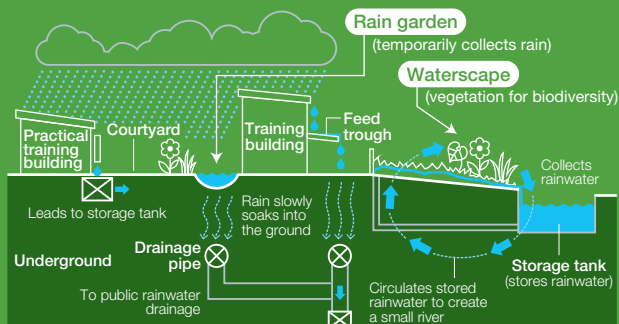 Rain garden
(temporarily collects rain)
Waterscape
(vegetation for biodiversity)
Practical
training
building
Courtyard
Training
building
Feed
trough
Collects
rainwater
Leads to storage tank
Rain slowly
soaks into
the ground
Underground
Drainage
pipe
To public rainwater
drainage
Circulates stored
rainwater to create
a small river
Storage tank
(stores rainwater)